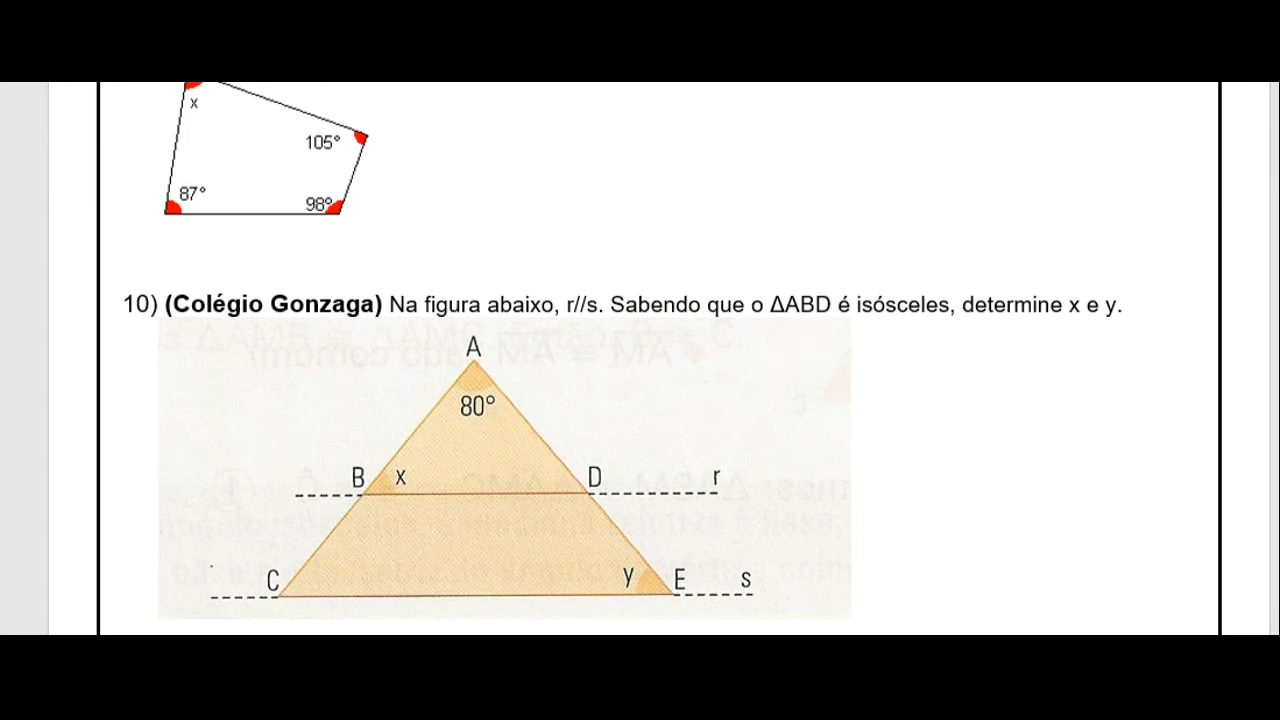 x
105°
87°
98°
10) (Colégio Gonzaga) Na figura abaixo, r//s. Sabendo que o ΔABD é isósceles, determine x e y.
A
80°
B x D r
C y E s